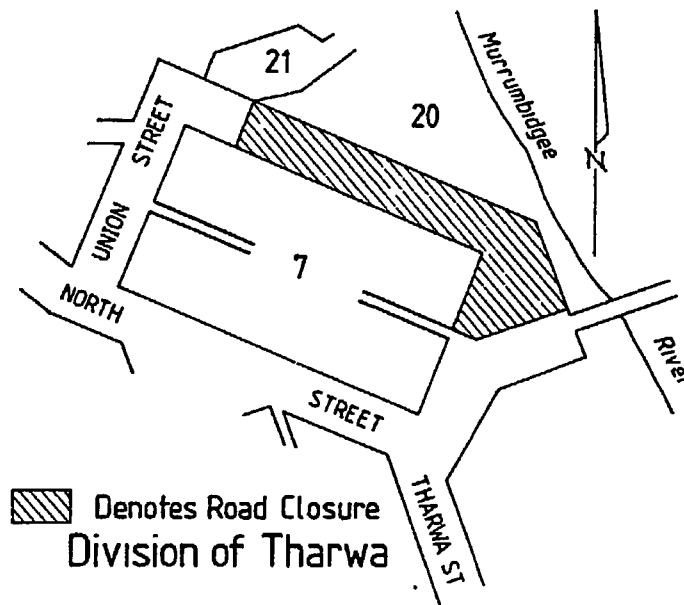 21
20
Murrumbidgee
N
STREET
UNION
7
NORTH
River
STREET
THARWA ST
Denotes Road Closure
Division of Tharwa